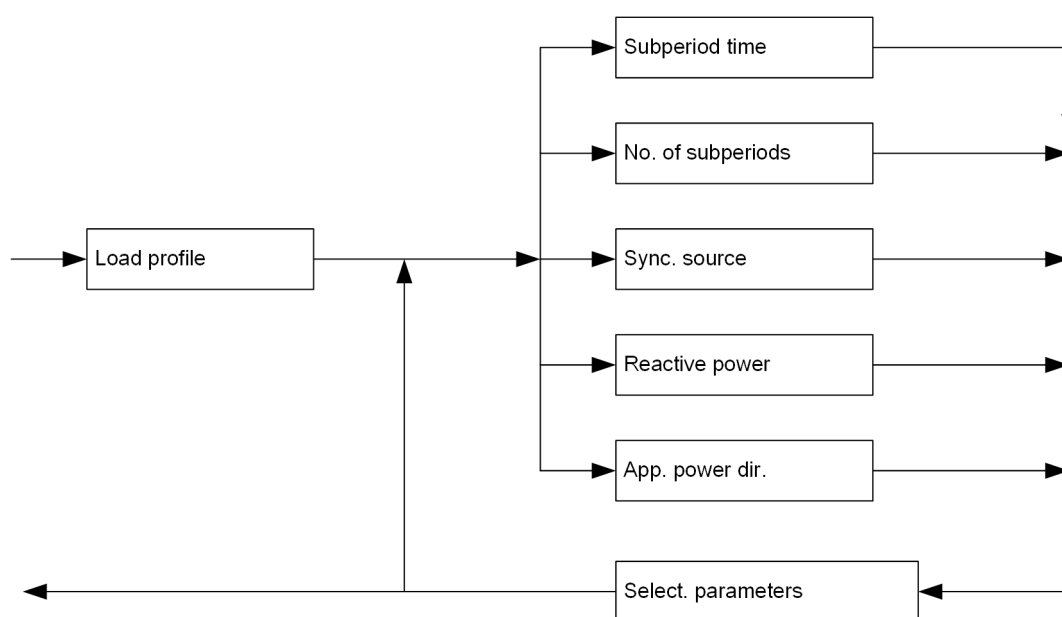 Subperiod time
No. of subperiods
Load profile
Sync. source
Reactive power
App. power dir.
Select. parameters